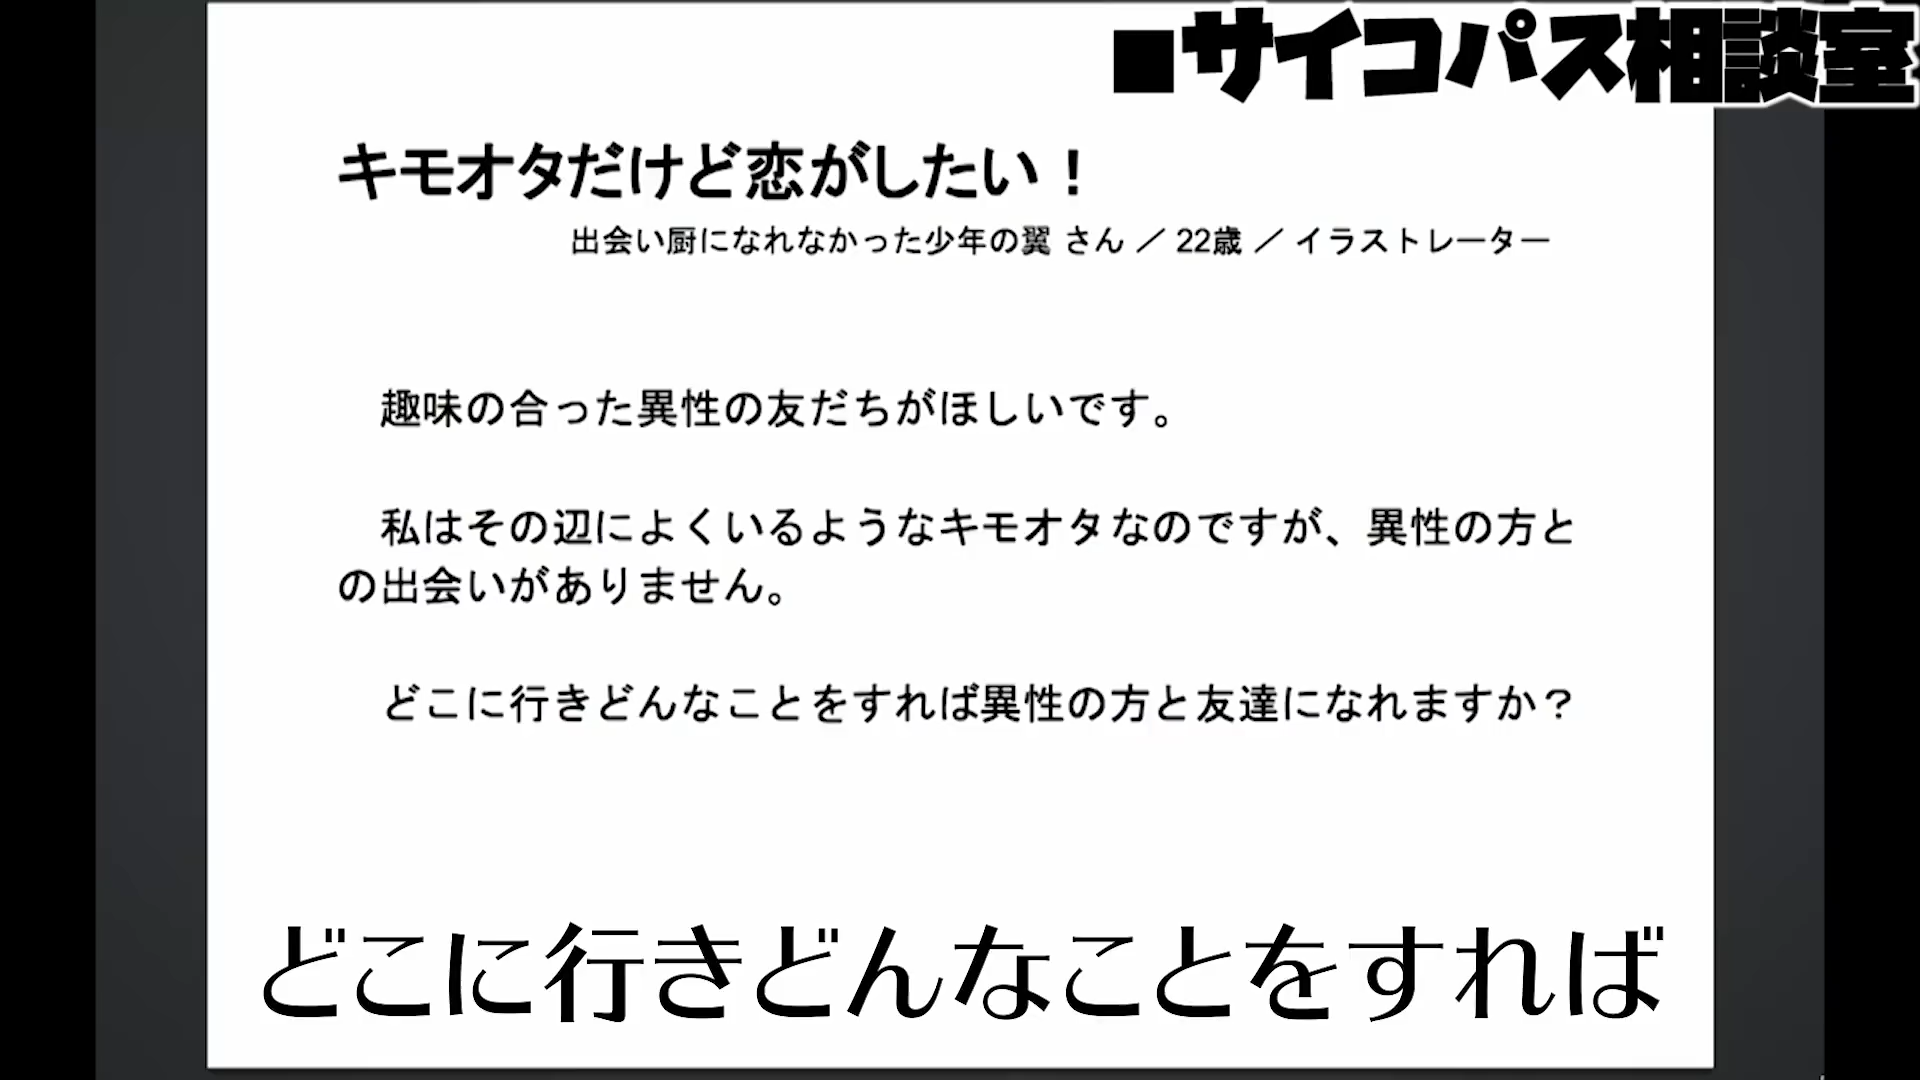 ■サイコパス相談室
キモオタだけど恋がしたい！
出会い厨になれなかった少年の翼 さん ／ 22歳 ／ イラストレーター
趣味の合った異性の友だちがほしいです。
私はその辺によくいるようなキモオタなのですが、異性の方と
の出会いがありません。
どこに行きどんなことをすれば異性の方と友達になれますか？
どこに行きどんなことをすれば